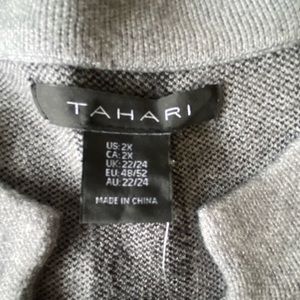 TAHARI
US: 2X
CA: 2X
UK: 22/24
EU: 48/52
AU: 22/24
MADE IN CHINA